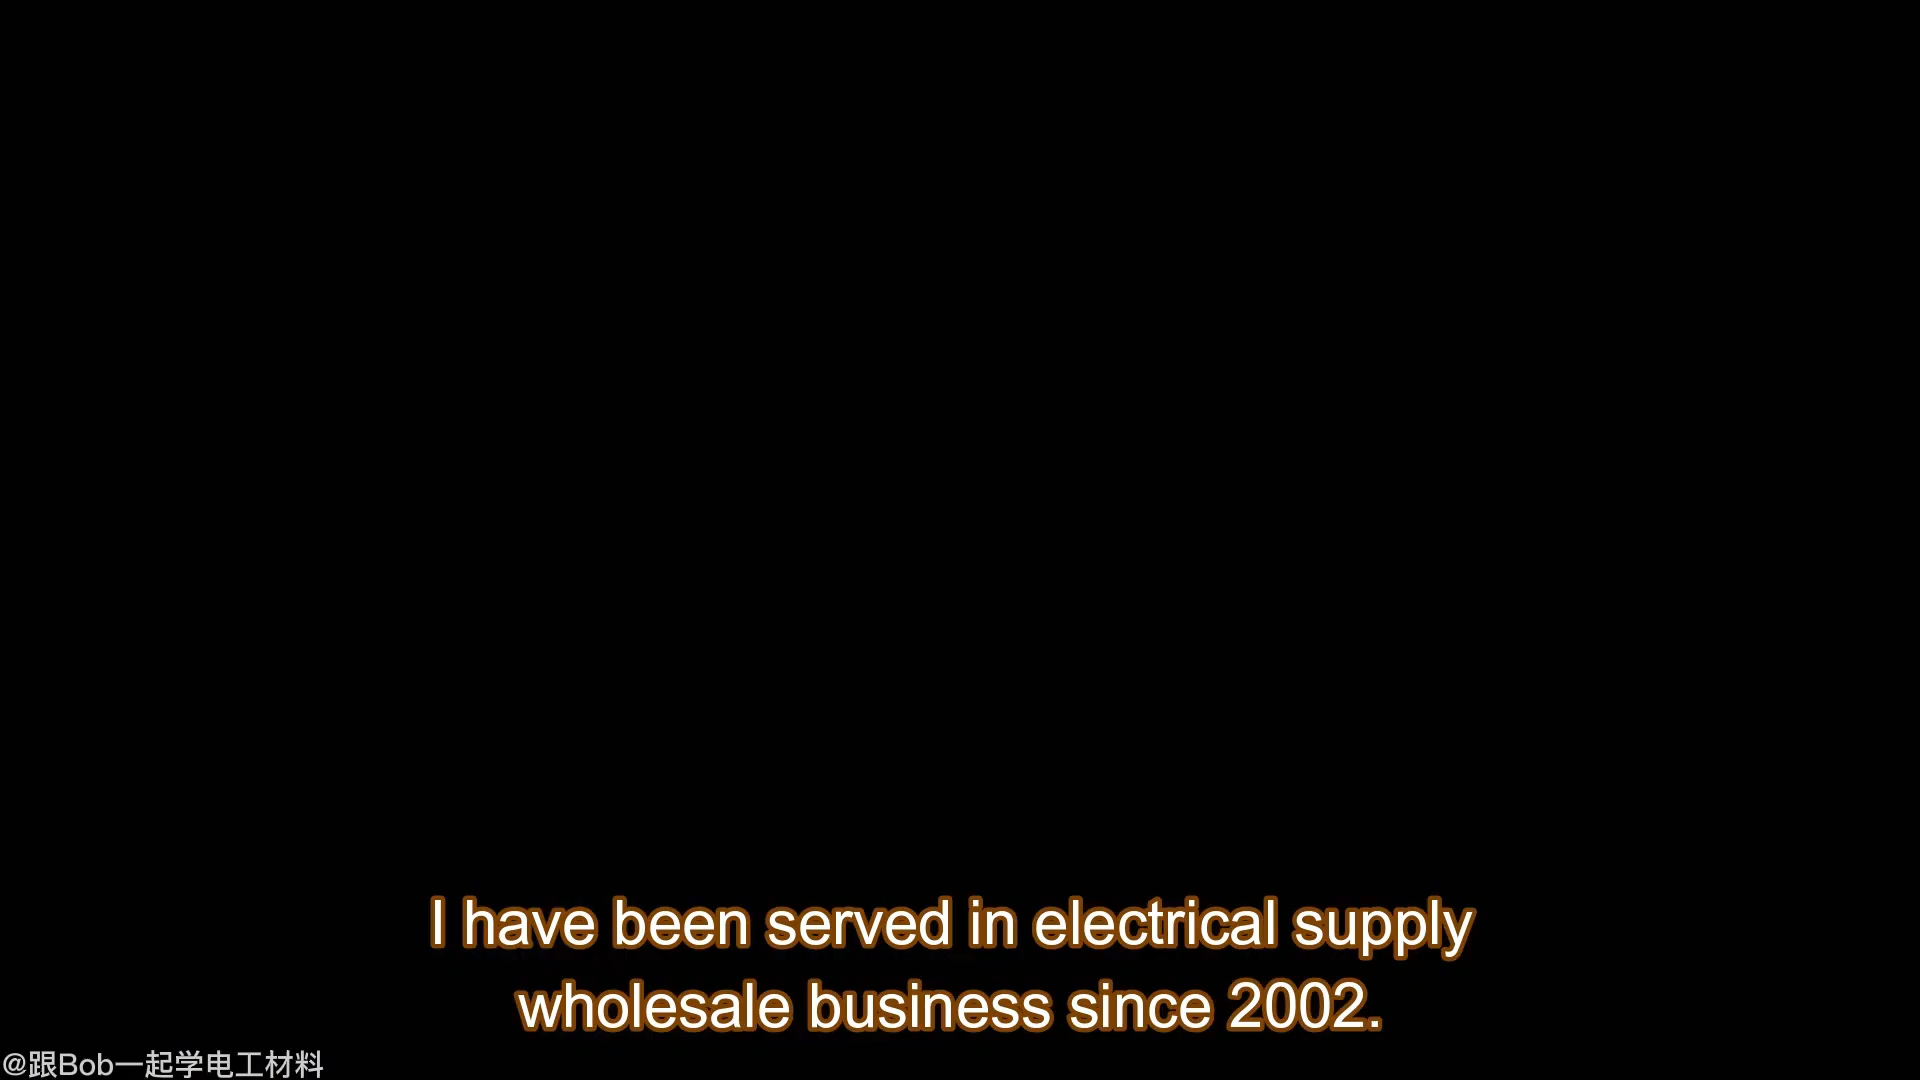 I have been served in electrical supply
wholesale business since 2002.
@跟Bob一起学电工材料